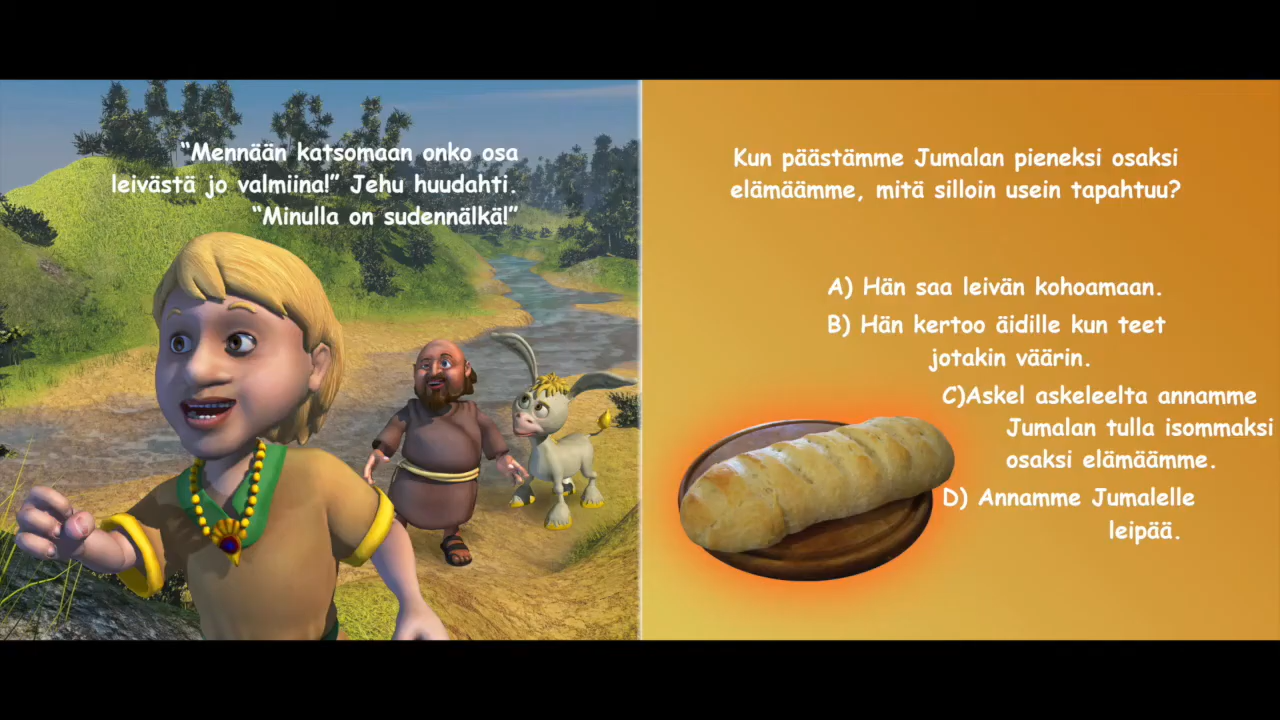 “Mennään katsomaan onko osa
leivästä jo valmiina!” Jehu huudahti.
“Minulla on sudennälkä!”
Kun päästämme Jumalan pieneksi osaksi
elämäämme, mitä silloin usein tapahtuu?
A) Hän saa leivän kohoamaan.
B) Hän kertoo äidille kun teet
jotakin väärin.
C)Askel askeleelta annamme
Jumalan tulla isommaksi
osaksi elämäämme.
D) Annamme Jumalelle
leipää.